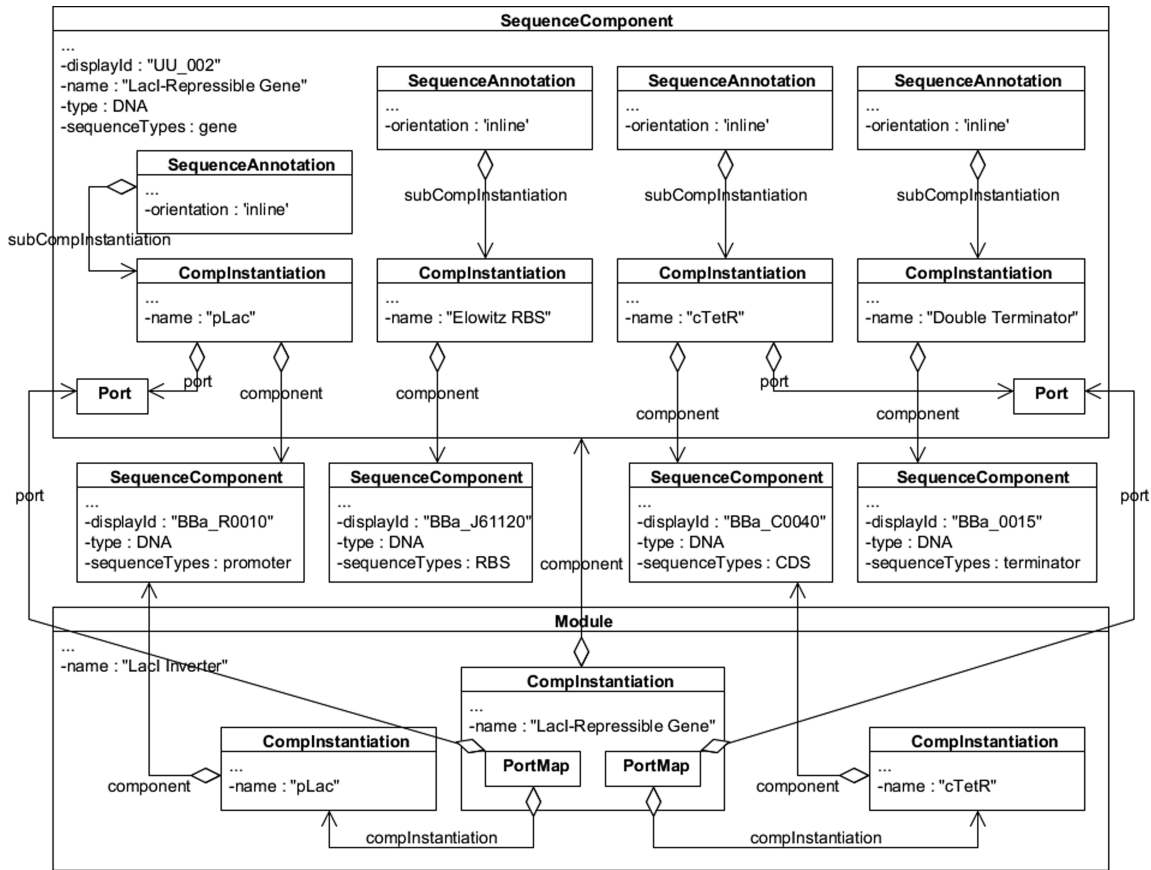 SequenceComponent
...
-displayId : "UU_002"
-name : "LacI-Repressible Gene"
-type : DNA
-sequenceTypes : gene
SequenceAnnotation
...
-orientation : 'inline'
SequenceAnnotation
...
-orientation : 'inline'
SequenceAnnotation
...
-orientation : 'inline'
SequenceAnnotation
...
-orientation : 'inline'
subCompInstantiation
subCompInstantiation
subCompInstantiation
subCompInstantiation
CompInstantiation
...
-name : "pLac"
CompInstantiation
...
-name : "Elowitz RBS"
CompInstantiation
...
-name : "cTetR"
CompInstantiation
...
-name : "Double Terminator"
Port
port
component
component
component
port
component
Port
port
port
SequenceComponent
...
-displayId : "BBa_R0010"
-type : DNA
-sequenceTypes : promoter
SequenceComponent
...
-displayId : "BBa_J61120"
-type : DNA
-sequenceTypes : RBS
component
SequenceComponent
...
-displayId : "BBa_C0040"
-type : DNA
-sequenceTypes : CDS
SequenceComponent
...
-displayId : "BBa_0015"
-type : DNA
-sequenceTypes : terminator
Module
...
-name : "LacI Inverter"
CompInstantiation
...
-name : "LacI-Repressible Gene"
PortMap
PortMap
CompInstantiation
...
-name : "pLac"
component
CompInstantiation
...
-name : "cTetR"
component
compInstantiation
compInstantiation